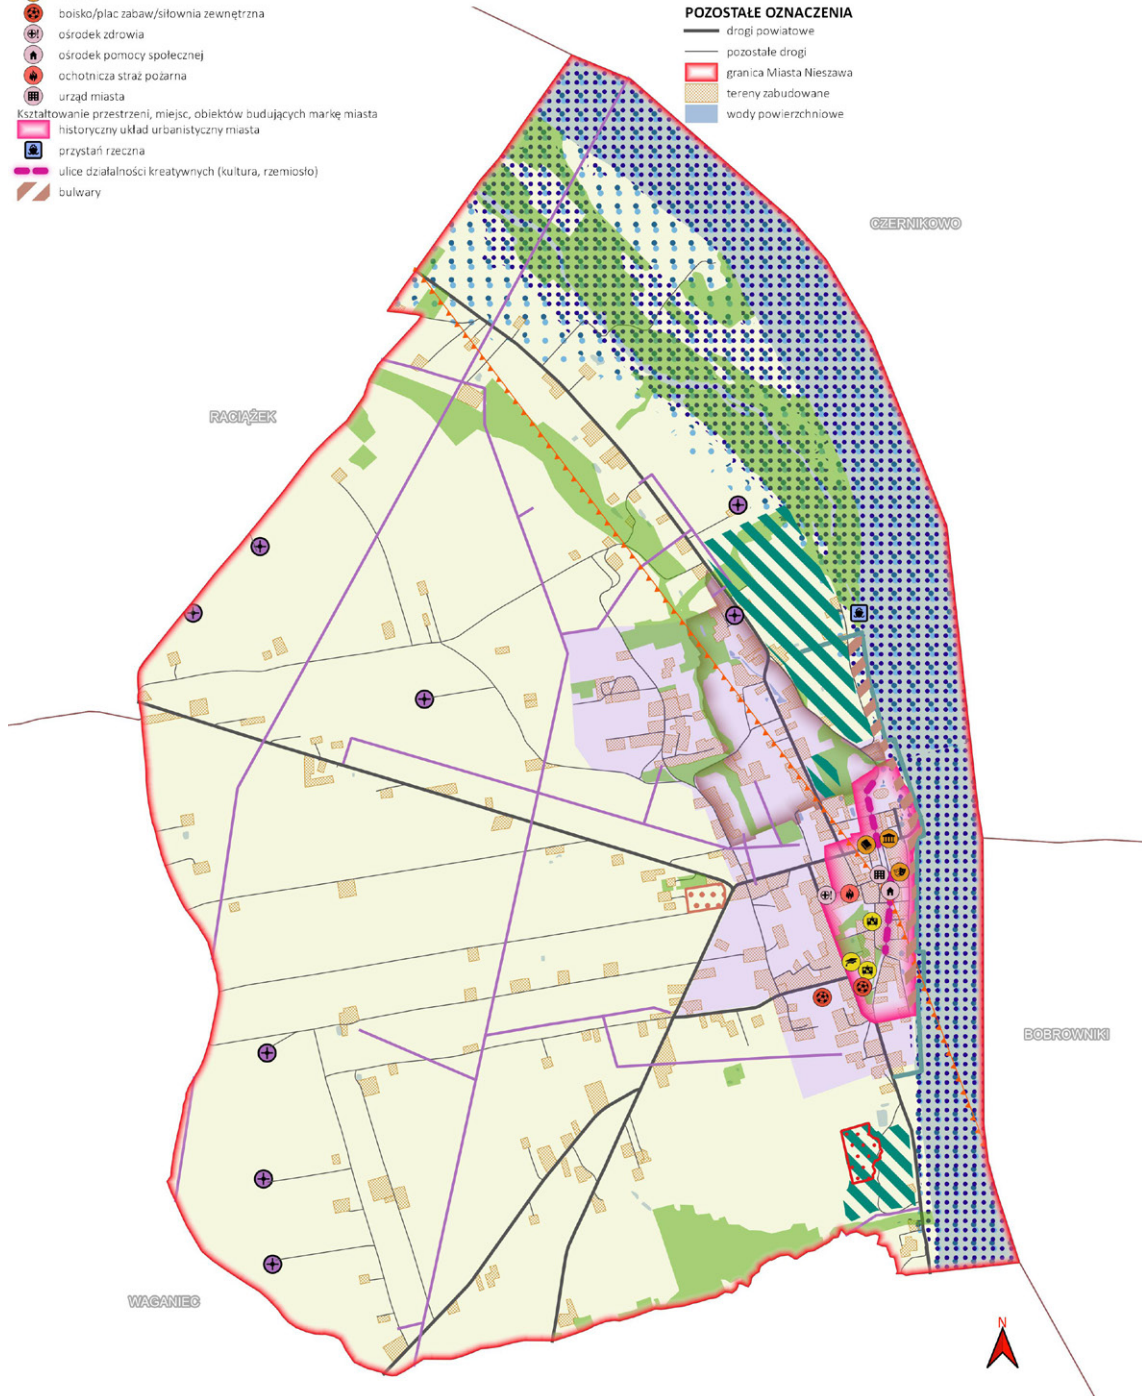 boisko/plac zabaw/siłownia zewnętrzna
ośrodek zdrowia
ośrodek pomocy społecznej
ochotnicza straż pożarna
urząd miasta
Kształtowanie przestrzeni, miejsc, obiektów budujących markę miasta
historyczny układ urbanistyczny miasta
przystań rzeczna
ulice działalności kreatywnych (kultura, rzemiosło)
bulwary
POZOSTAŁE OZNACZENIA
drogi powiatowe
pozostałe drogi
granica Miasta Nieszawa
tereny zabudowane
wody powierzchniowe
CZERNIKOWO
RACIĄŻEK
BOBROWNIKI
WAGANIEC
N